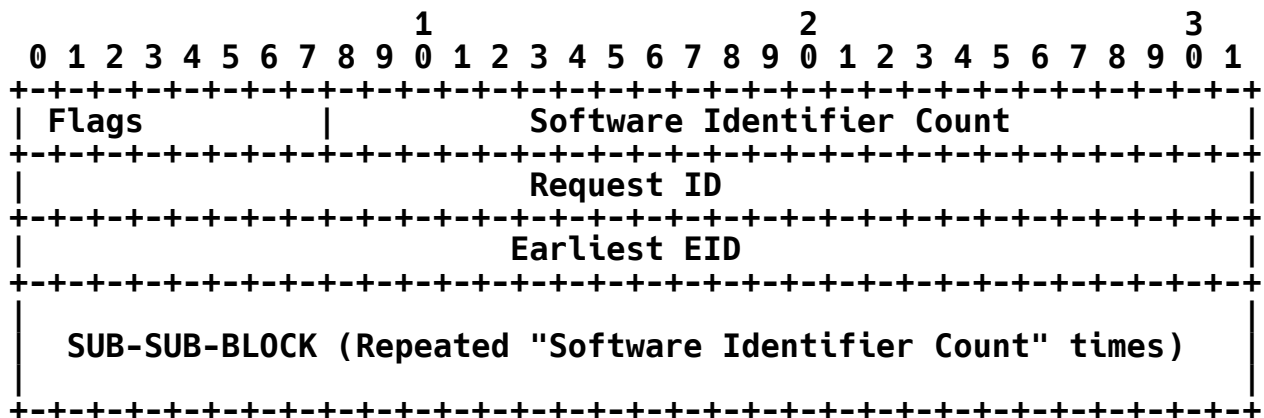 1                   2                   3
 0 1 2 3 4 5 6 7 8 9 0 1 2 3 4 5 6 7 8 9 0 1 2 3 4 5 6 7 8 9 0 1
+-+-+-+-+-+-+-+-+-+-+-+-+-+-+-+-+-+-+-+-+-+-+-+-+-+-+-+-+-+-+-+-+
| Flags         |          Software Identifier Count            |
+-+-+-+-+-+-+-+-+-+-+-+-+-+-+-+-+-+-+-+-+-+-+-+-+-+-+-+-+-+-+-+-+
|                          Request ID                           |
+-+-+-+-+-+-+-+-+-+-+-+-+-+-+-+-+-+-+-+-+-+-+-+-+-+-+-+-+-+-+-+-+
|                         Earliest EID                          |
+-+-+-+-+-+-+-+-+-+-+-+-+-+-+-+-+-+-+-+-+-+-+-+-+-+-+-+-+-+-+-+-+
|                                                               |
|  SUB-SUB-BLOCK (Repeated "Software Identifier Count" times)   |
|                                                               |
+-+-+-+-+-+-+-+-+-+-+-+-+-+-+-+-+-+-+-+-+-+-+-+-+-+-+-+-+-+-+-+-+